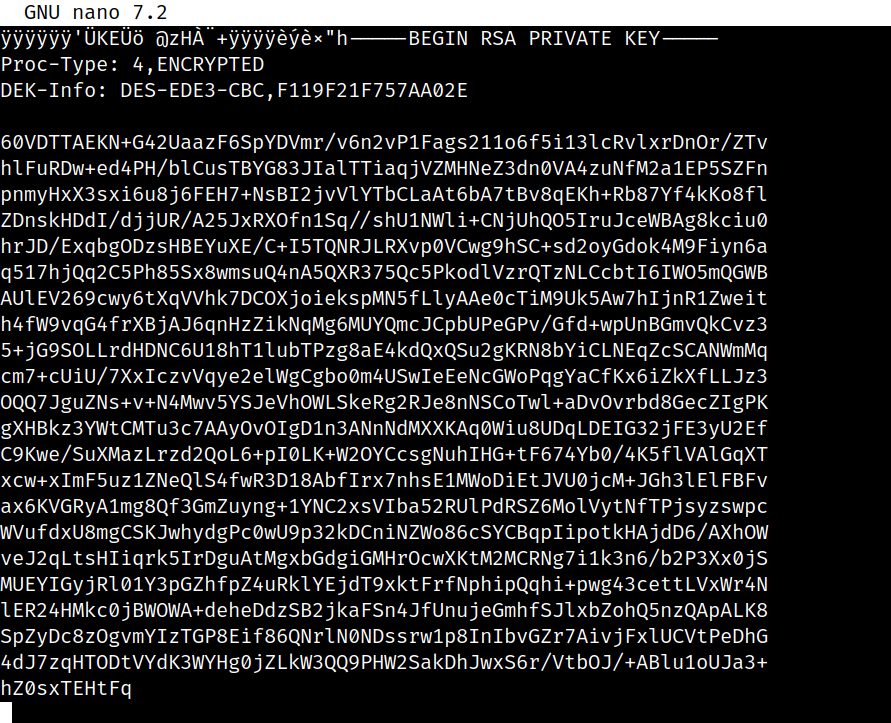 GNU nano 7.2
ÿÿÿÿÿÿ'ÜKEÜö @zHÀ¨+ÿÿÿÿèýè×"h-----BEGIN RSA PRIVATE KEY-----
Proc-Type: 4,ENCRYPTED
DEK-Info: DES-EDE3-CBC,F119F21F757AA02E

60VDTTAEKN+G42UaazF6SpYDVmr/v6n2vP1Fags211o6f5i13lcRvlxrDnOr/ZTv
hlFuRDw+ed4PH/blCusTBYG83JIalTTiaqjVZMHNeZ3dn0VA4zuNfM2a1EP5SZFn
pnmyHxX3sxi6u8j6FEH7+NsBI2jvVlYTbCLaAt6bA7tBv8qEKh+Rb87Yf4kKo8fl
ZDnskHDdI/djjUR/A25JxRXOfn1Sq//shU1NWli+CNjUhQO5IruJceWBAg8kciu0
hrJD/ExqbgODzsHBEYuXE/C+I5TQNRJLRXvp0VCwg9hSC+sd2oyGdok4M9Fiyn6a
q517hjQq2C5Ph85Sx8wmsuQ4nA5QXR375Qc5PkodlVzrQTzNLCcbtI6IWO5mQGWB
AUlEV269cwy6tXqVVhk7DCOXjoiekspMN5fLlyAAe0cTiM9Uk5Aw7hIjnR1Zweit
h4fW9vqG4frXBjAJ6qnHzZikNqMg6MUYQmcJCpbUPeGPv/Gfd+wpUnBGmvQkCvz3
5+jG9SOLLrdHDNC6U18hT1lubTPzg8aE4kdQxQSu2gKRN8bYiCLNEqZcSCANWmMq
cm7+cUiU/7XxIczvVqye2elWgCgbo0m4USwIeEeNcGWoPqgYaCfKx6iZkXfLLJz3
OQQ7JguZNs+v+N4Mwv5YSJeVhOWLSkeRg2RJe8nNSCoTwl+aDvOvrbd8GecZIgPK
gXHBkz3YWtCMTu3c7AAyOvOIgD1n3ANnNdMXXKAq0Wiu8UDqLDEIG32jFE3yU2Ef
C9Kwe/SuXMazLrzd2QoL6+pI0LK+W2OYCcsgNuhIHG+tF674Yb0/4K5flVAlGqXT
xcw+xImF5uz1ZNeQlS4fwR3D18AbfIrx7nhsE1MWoDiEtJVU0jcM+JGh3lElFBFv
ax6KVGRyA1mg8Qf3GmZuyng+1YNC2xsVIba52RUlPdRSZ6MolVytNfTPjsyzswpc
WVufdxU8mgCSKJwhydgPc0wU9p32kDCniNZWo86cSYCBqpIipotkHAjdD6/AXhOW
veJ2qLtsHIiqrk5IrDguAtMgxbGdgiGMHrOcwXKtM2MCRNg7i1k3n6/b2P3Xx0jS
MUEYIGyjRl01Y3pGZhfpZ4uRklYEjdT9xktFrfNphipQqhi+pwg43cettLVxWr4N
lER24HMkc0jBWOWA+deheDdzSB2jkaFSn4JfUnujeGmhfSJlxbZohQ5nzQApALK8
SpZyDc8zOgvmYIzTGP8Eif86QNrlN0NDssrw1p8InIbvGZr7AivjFxlUCVtPeDhG
4dJ7zqHTODtVYdK3WYHg0jZLkW3QQ9PHW2SakDhJwxS6r/VtbOJ/+ABlu1oUJa3+
hZ0sxTEHtFq